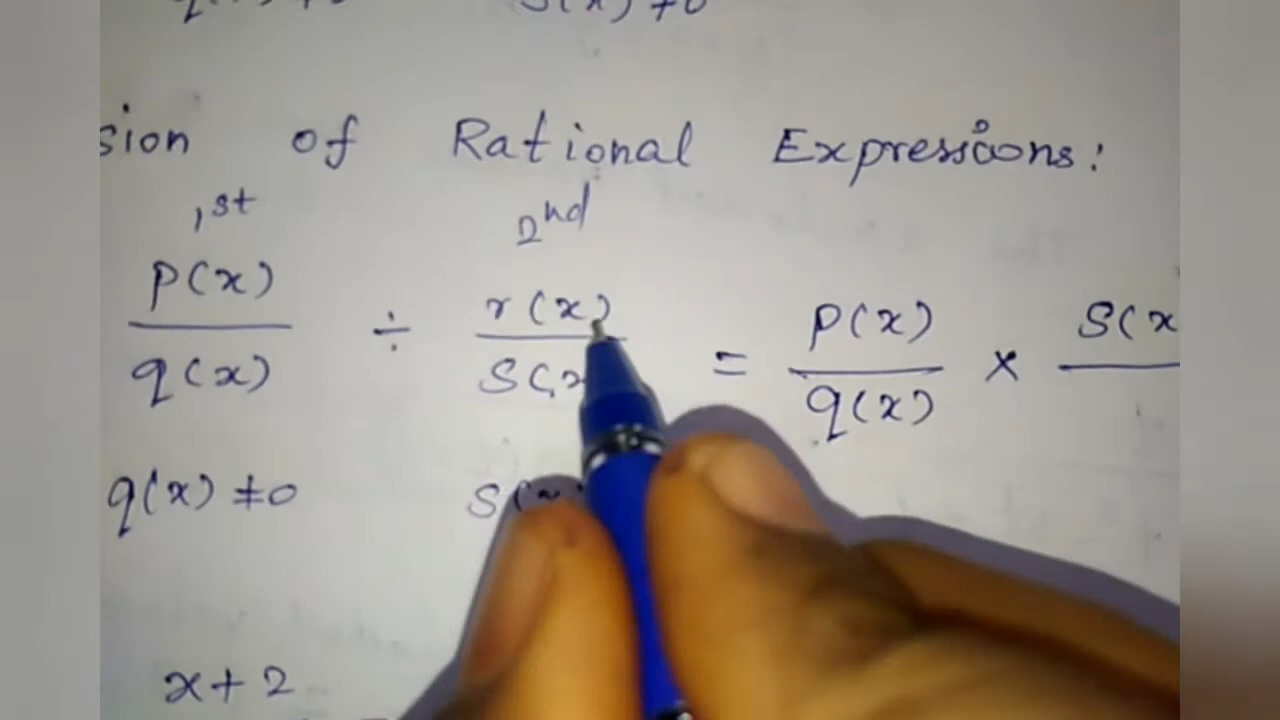 sion of Rational Expressions:
1st 2nd
p(x) / q(x) ÷ r(x) / S(x = p(x) / q(x) × S(x
q(x) ≠ 0 S(x)
x + 2